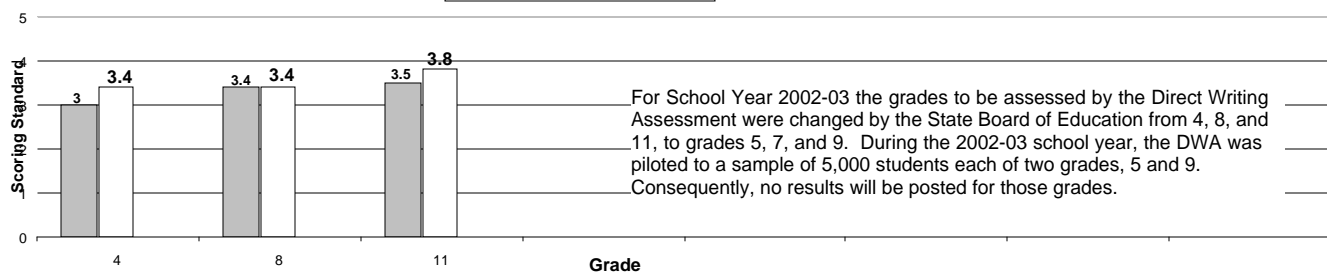 5
4
3
2
1
0
Scoring Standard
3
3.4
3.4
3.4
3.5
3.8
For School Year 2002-03 the grades to be assessed by the Direct Writing
Assessment were changed by the State Board of Education from 4, 8, and
11, to grades 5, 7, and 9. During the 2002-03 school year, the DWA was
piloted to a sample of 5,000 students each of two grades, 5 and 9.
Consequently, no results will be posted for those grades.
4
8
11
Grade